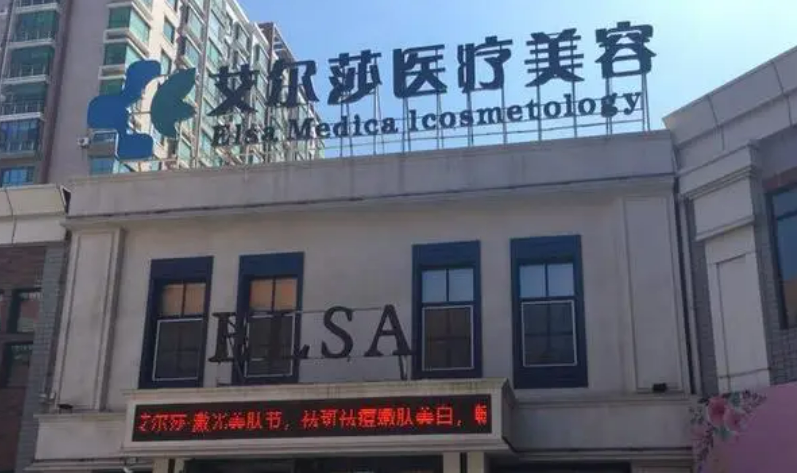 艾尔莎医疗美容
Elsa Medica lcosmetology
ELSA
艾尔莎·激光美肤节，祛斑祛痘嫩肤美白，